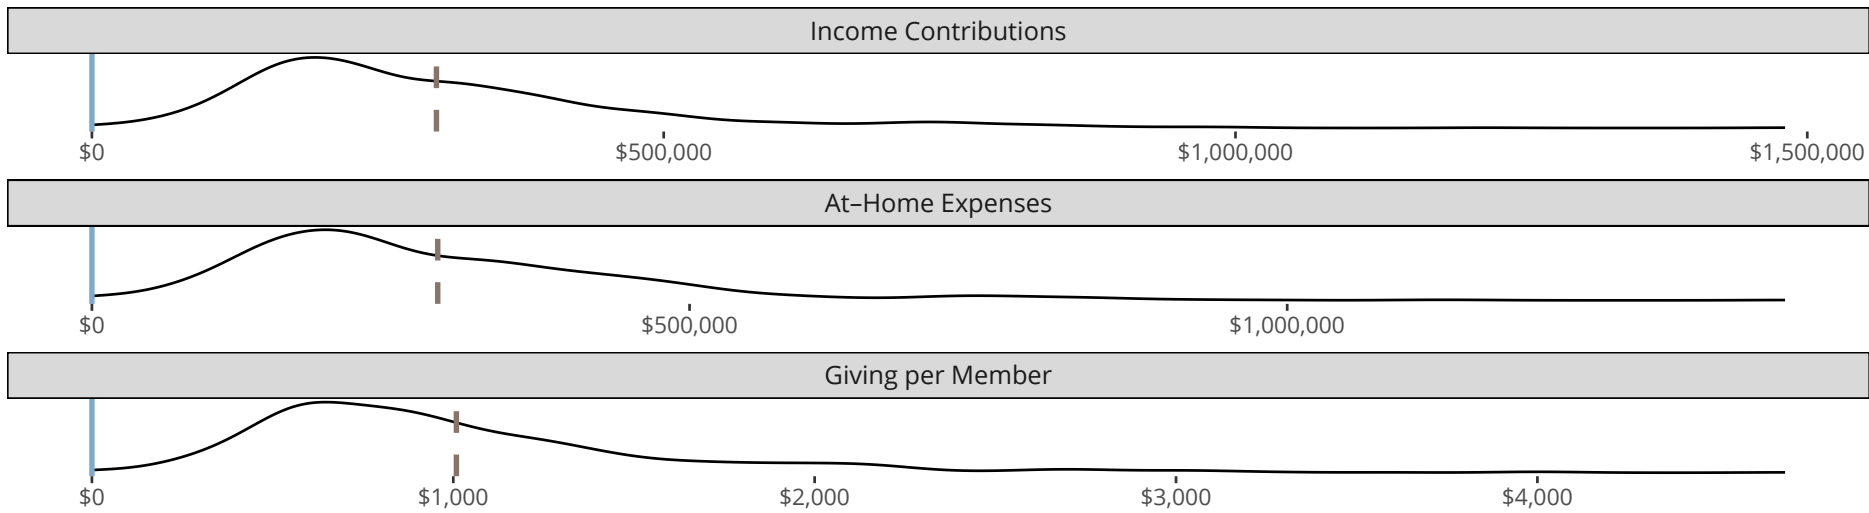 Income Contributions
$0 $500,000 $1,000,000 $1,500,000
At–Home Expenses
$0 $500,000 $1,000,000
Giving per Member
$0 $1,000 $2,000 $3,000 $4,000